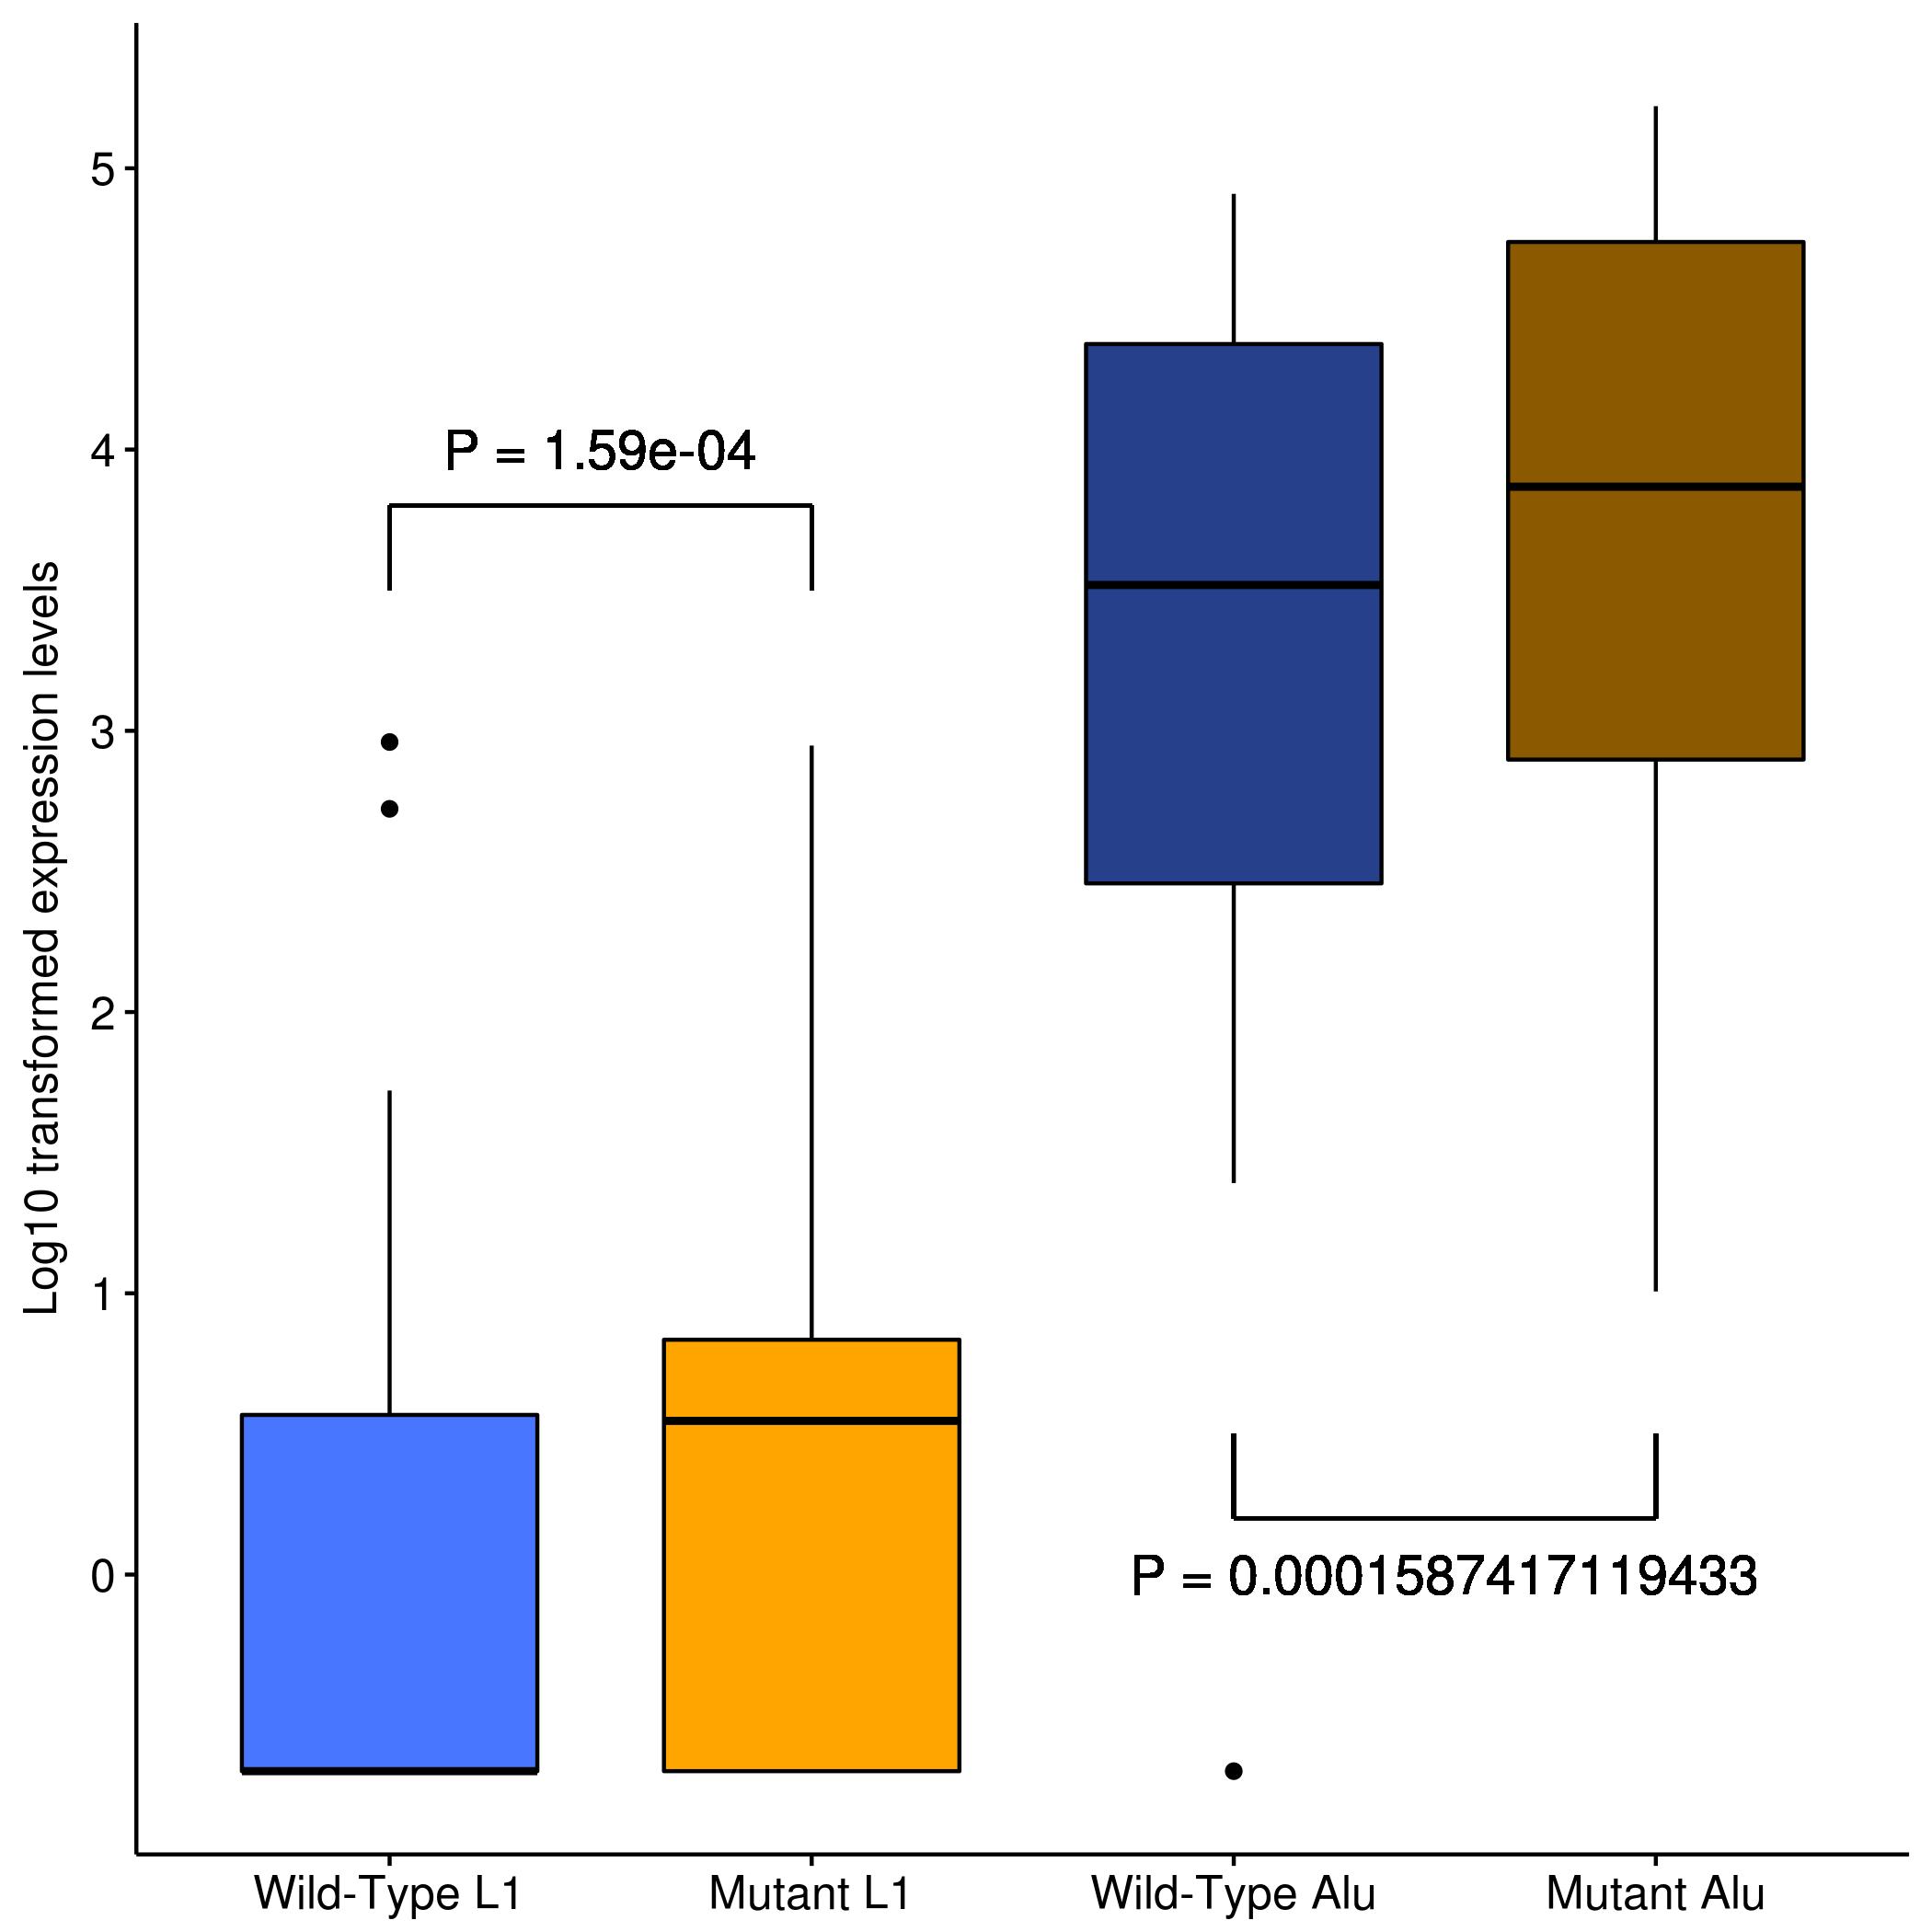 Log10 transformed expression levels
5
4
3
2
1
0
P = 1.59e-04
P = 0.0001587417119433
Wild-Type L1
Mutant L1
Wild-Type Alu
Mutant Alu